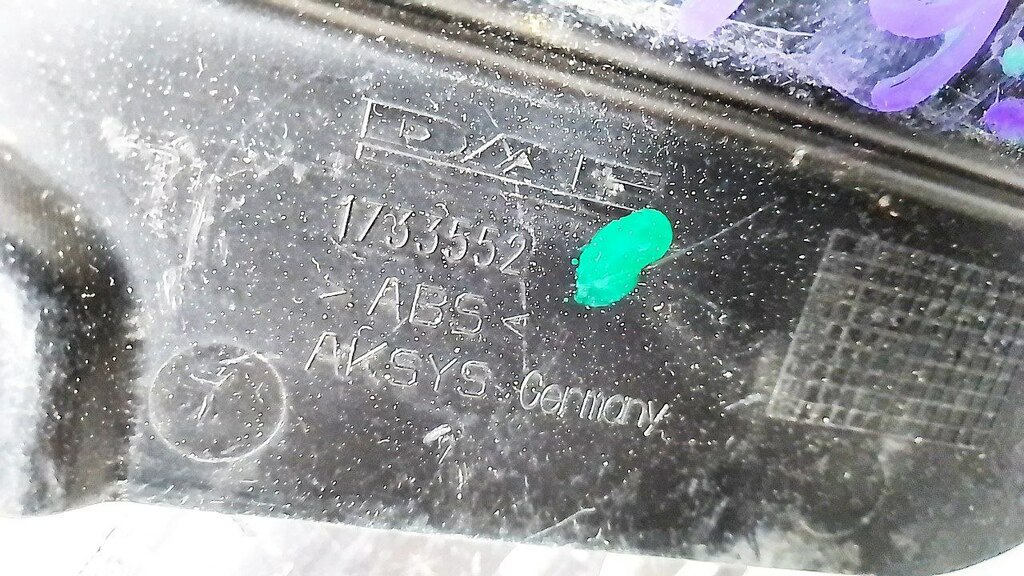 DAF
1733552
> ABS <
AKSYS Germany